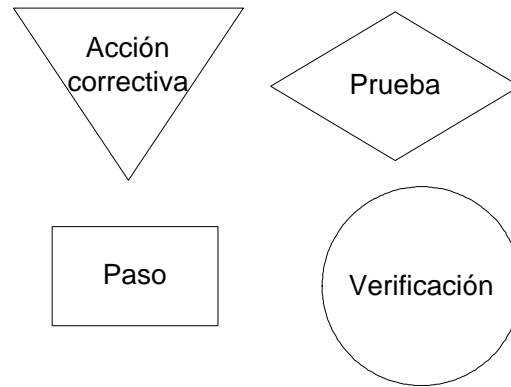 Acción
correctiva
Prueba
Paso
Verificación